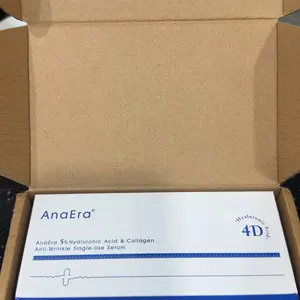 AnaEra®
AnaEra 5% Hyaluronic Acid & Collagen
Anti-Wrinkle Single-Use Serum
Hyaluronic Acid
4D